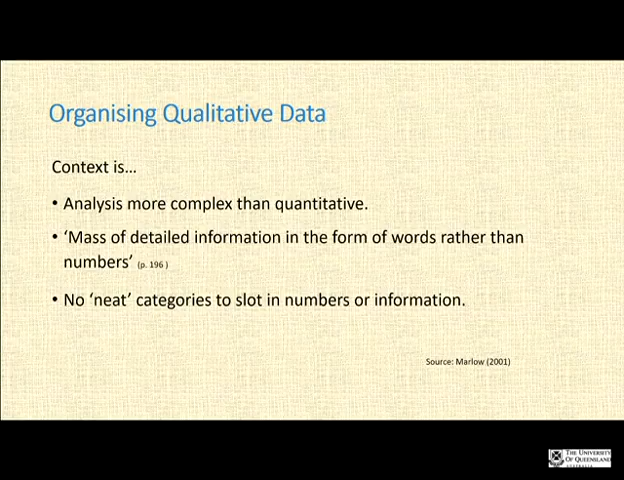 Organising Qualitative Data
Context is...
• Analysis more complex than quantitative.
• ‘Mass of detailed information in the form of words rather than
numbers’ (p. 196 )
• No ‘neat’ categories to slot in numbers or information.
Source: Marlow (2001)
THE UNIVERSITY
OF QUEENSLAND
AUSTRALIA